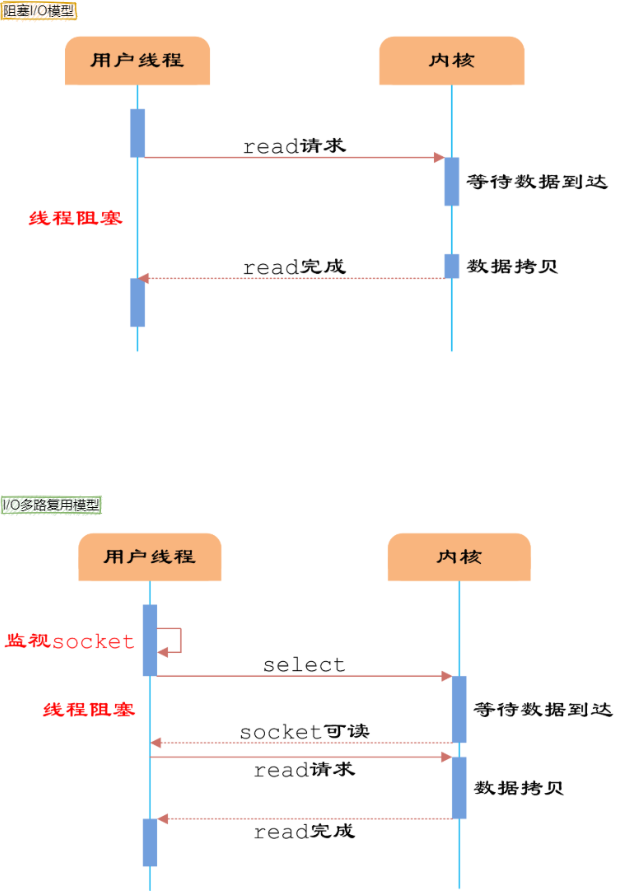 阻塞I/O模型
用户线程
内核
read请求
等待数据到达
线程阻塞
read完成
数据拷贝
I/O多路复用模型
用户线程
内核
监视socket
select
线程阻塞
等待数据到达
socket可读
read请求
数据拷贝
read完成